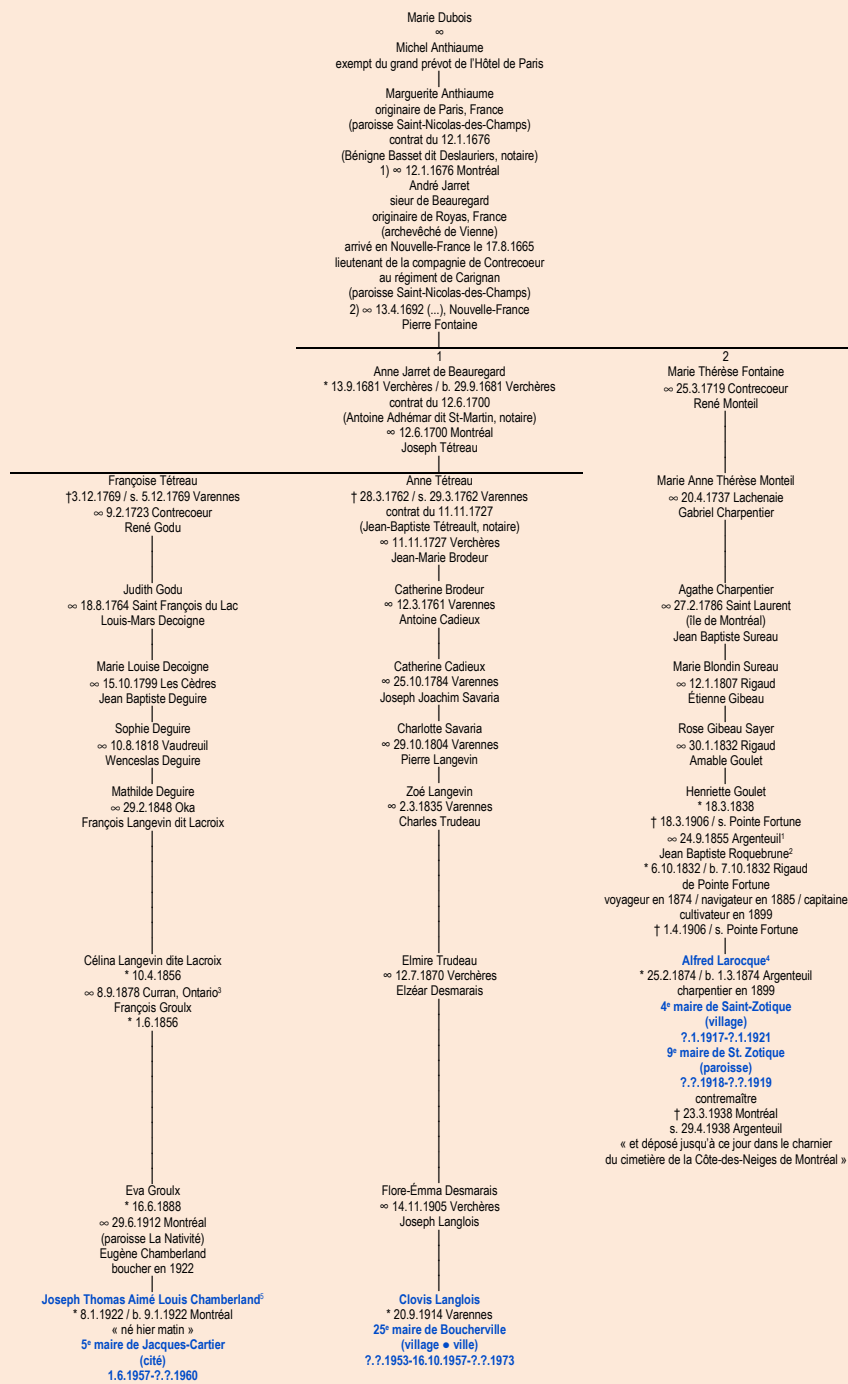 Marie Dubois
∞
Michel Anthiaume
exempt du grand prévot de l'Hôtel de Paris
Marguerite Anthiaume
originaire de Paris, France
(paroisse Saint-Nicolas-des-Champs)
contrat du 12.1.1676
(Bénigne Basset dit Deslauriers, notaire)
1) ∞ 12.1.1676 Montréal
André Jarret
sieur de Beauregard
originaire de Royas, France
(archevêché de Vienne)
arrivé en Nouvelle-France le 17.8.1665
lieutenant de la compagnie de Contrecoeur
au régiment de Carignan
(paroisse Saint-Nicolas-des-Champs)
2) ∞ 13.4.1692 (...), Nouvelle-France
Pierre Fontaine
1
Anne Jarret de Beauregard
* 13.9.1681 Verchères / b. 29.9.1681 Verchères
contrat du 12.6.1700
(Antoine Adhémar dit St-Martin, notaire)
∞ 12.6.1700 Montréal
Joseph Tétreau
2
Marie Thérèse Fontaine
∞ 25.3.1719 Contrecoeur
René Monteil
Françoise Tétreau
†3.12.1769 / s. 5.12.1769 Varennes
∞ 9.2.1723 Contrecoeur
René Godu
Anne Tétreau
† 28.3.1762 / s. 29.3.1762 Varennes
contrat du 11.11.1727
(Jean-Baptiste Tétreault, notaire)
∞ 11.11.1727 Verchères
Jean-Marie Brodeur
Marie Anne Thérèse Monteil
∞ 20.4.1737 Lachenaie
Gabriel Charpentier
Judith Godu
∞ 18.8.1764 Saint François du Lac
Louis-Mars Decoigne
Catherine Brodeur
∞ 12.3.1761 Varennes
Antoine Cadieux
Agathe Charpentier
∞ 27.2.1786 Saint Laurent
(île de Montréal)
Jean Baptiste Sureau
Marie Louise Decoigne
∞ 15.10.1799 Les Cèdres
Jean Baptiste Deguire
Catherine Cadieux
∞ 25.10.1784 Varennes
Joseph Joachim Savaria
Marie Blondin Sureau
∞ 12.1.1807 Rigaud
Étienne Gibeau
Sophie Deguire
∞ 10.8.1818 Vaudreuil
Wenceslas Deguire
Charlotte Savaria
∞ 29.10.1804 Varennes
Pierre Langevin
Rose Gibeau Sayer
∞ 30.1.1832 Rigaud
Amable Goulet
Mathilde Deguire
∞ 29.2.1848 Oka
François Langevin dit Lacroix
Zoé Langevin
∞ 2.3.1835 Varennes
Charles Trudeau
Henriette Goulet
* 18.3.1838
† 18.3.1906 / s. Pointe Fortune
∞ 24.9.1855 Argenteuil¹
Jean Baptiste Roquebrune²
* 6.10.1832 / b. 7.10.1832 Rigaud
de Pointe Fortune
voyageur en 1874 / navigateur en 1885 / capitaine
cultivateur en 1899
† 1.4.1906 / s. Pointe Fortune
Célina Langevin dite Lacroix
* 10.4.1856
∞ 8.9.1878 Curran, Ontario³
François Groulx
* 1.6.1856
Elmire Trudeau
∞ 12.7.1870 Verchères
Elzéar Desmarais
Alfred Larocque⁴
* 25.2.1874 / b. 1.3.1874 Argenteuil
charpentier en 1899
4ᵉ maire de Saint-Zotique
(village)
?.1.1917-?.1.1921
9ᵉ maire de St. Zotique
(paroisse)
?.?.1918-?.?.1919
contremaître
† 23.3.1938 Montréal
s. 29.4.1938 Argenteuil
« et déposé jusqu'à ce jour dans le charnier
du cimetière de la Côte-des-Neiges de Montréal »
Eva Groulx
* 16.6.1888
∞ 29.6.1912 Montréal
(paroisse La Nativité)
Eugène Chamberland
boucher en 1922
Flore-Émma Desmarais
∞ 14.11.1905 Verchères
Joseph Langlois
Joseph Thomas Aimé Louis Chamberland⁵
* 8.1.1922 / b. 9.1.1922 Montréal
« né hier matin »
5ᵉ maire de Jacques-Cartier
(cité)
1.6.1957-?.?.1960
Clovis Langlois
* 20.9.1914 Varennes
25ᵉ maire de Boucherville
(village ● ville)
?.?.1953-16.10.1957-?.?.1973